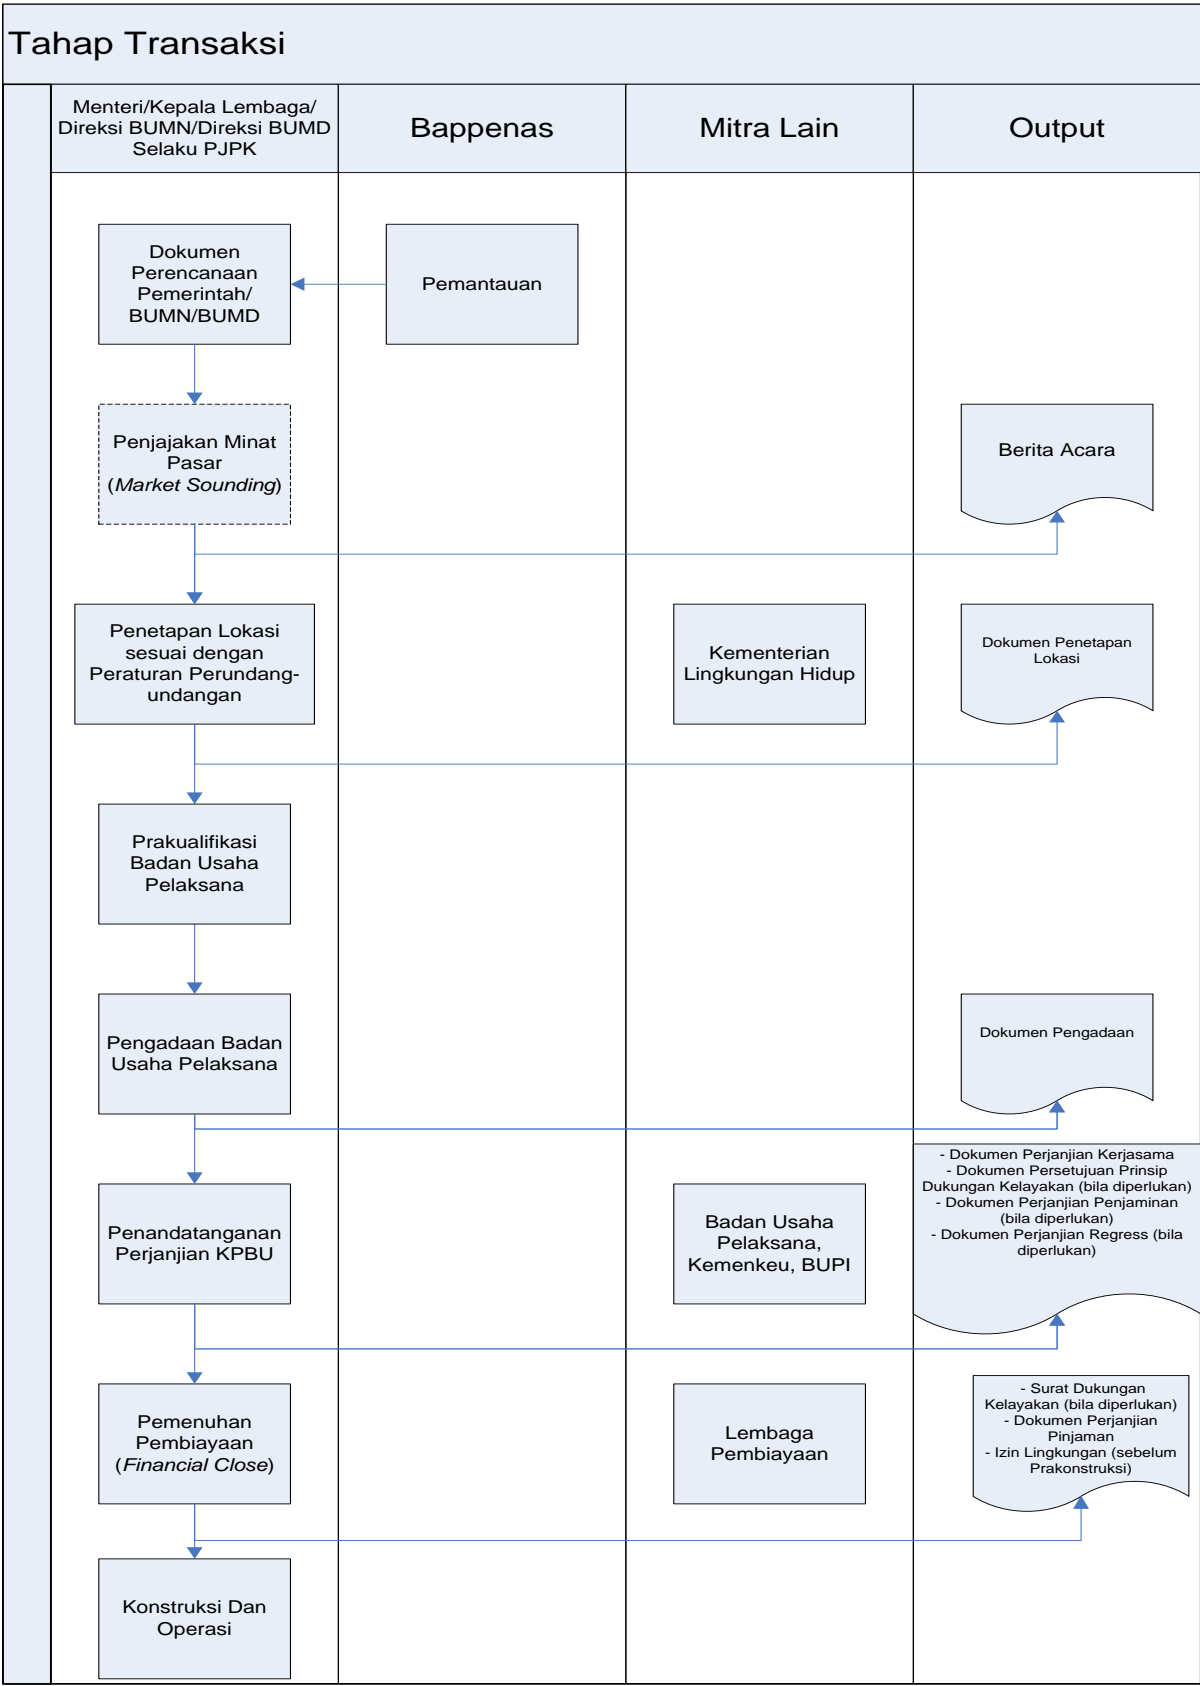 Tahap Transaksi
Menteri/Kepala Lembaga/
Direksi BUMN/Direksi BUMD
Selaku PJPK
Bappenas
Mitra Lain
Output
Dokumen
Perencanaan
Pemerintah/
BUMN/BUMD
Pemantauan
Penjajakan Minat
Pasar
(Market Sounding)
Berita Acara
Penetapan Lokasi
sesuai dengan
Peraturan Perundang-
undangan
Kementerian
Lingkungan Hidup
Dokumen Penetapan
Lokasi
Prakualifikasi
Badan Usaha
Pelaksana
Pengadaan Badan
Usaha Pelaksana
Dokumen Pengadaan
Penandatanganan
Perjanjian KPBU
Badan Usaha
Pelaksana,
Kemenkeu, BUPI
- Dokumen Perjanjian Kerjasama
- Dokumen Persetujuan Prinsip
Dukungan Kelayakan (bila diperlukan)
- Dokumen Perjanjian Penjaminan
(bila diperlukan)
- Dokumen Perjanjian Regress (bila
diperlukan)
Pemenuhan
Pembiayaan
(Financial Close)
Lembaga
Pembiayaan
- Surat Dukungan
Kelayakan (bila diperlukan)
- Dokumen Perjanjian
Pinjaman
- Izin Lingkungan (sebelum
Prakonstruksi)
Konstruksi Dan
Operasi